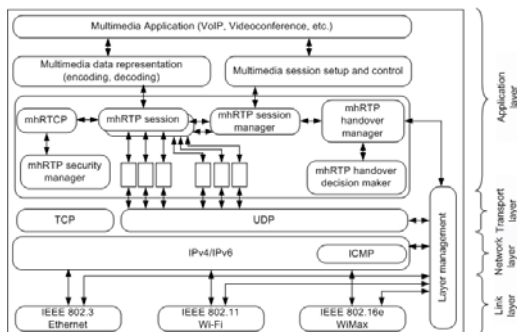 Multimedia Application (VoIP, Videoconference, etc.)
Multimedia data representation
(encoding, decoding)
Multimedia session setup and control
mhRTCP
mhRTP session
mhRTP session
manager
mhRTP
handover
manager
mhRTP security
manager
mhRTP handover
decision maker
TCP
UDP
IPv4/IPv6
ICMP
IEEE 802.3
Ethernet
IEEE 802.11
Wi-Fi
IEEE 802.16e
WiMax
Layer management
Application
layer
Transport
layer
Network
layer
Link
layer